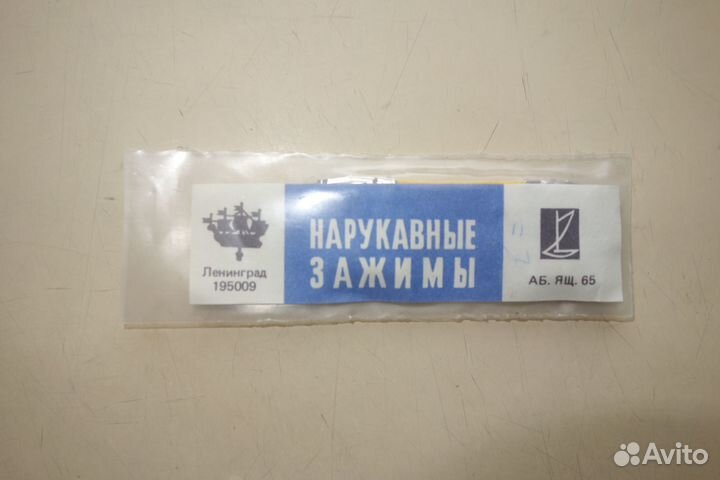 Ленинград
195009
НАРУКАВНЫЕ
ЗАЖИМЫ
АБ. ЯЩ. 65
Avito